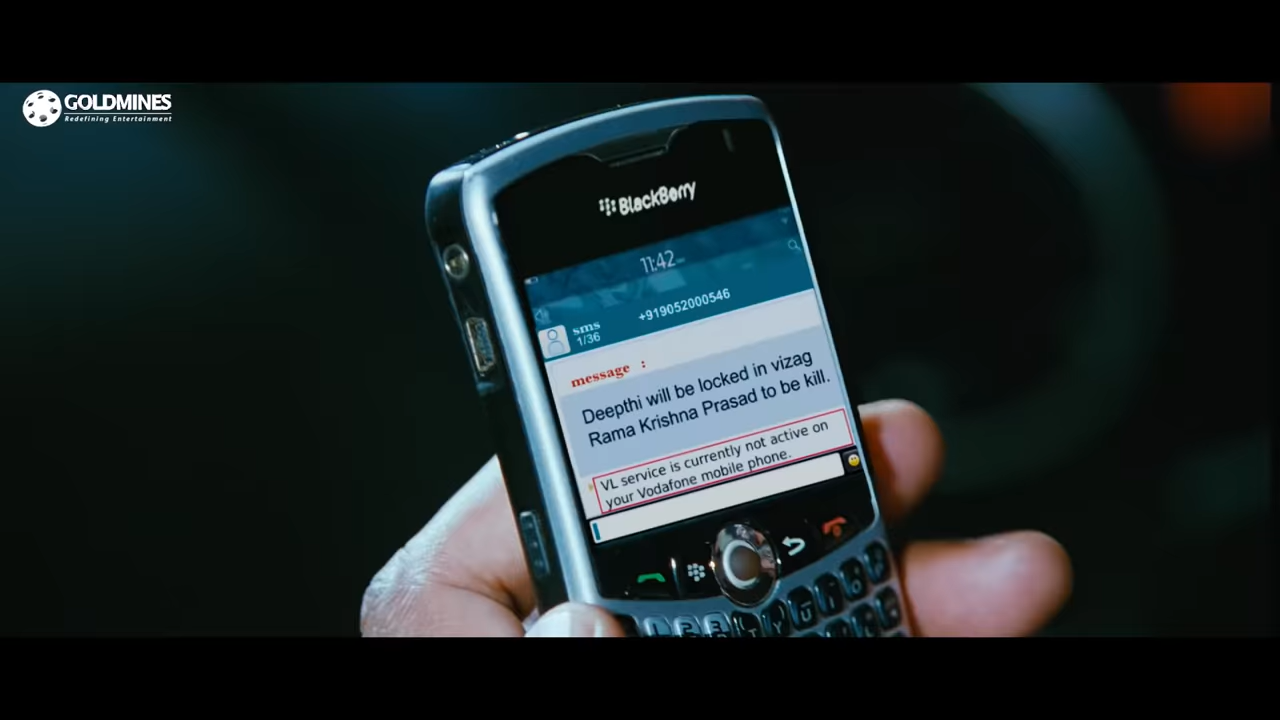 GOLDMINES
Redefining Entertainment
BlackBerry
11:42
sms
+919052000546
1/36
message :
Deepthi will be locked in vizag
Rama Krishna Prasad to be kill.
VL service is currently not active on
your Vodafone mobile phone.